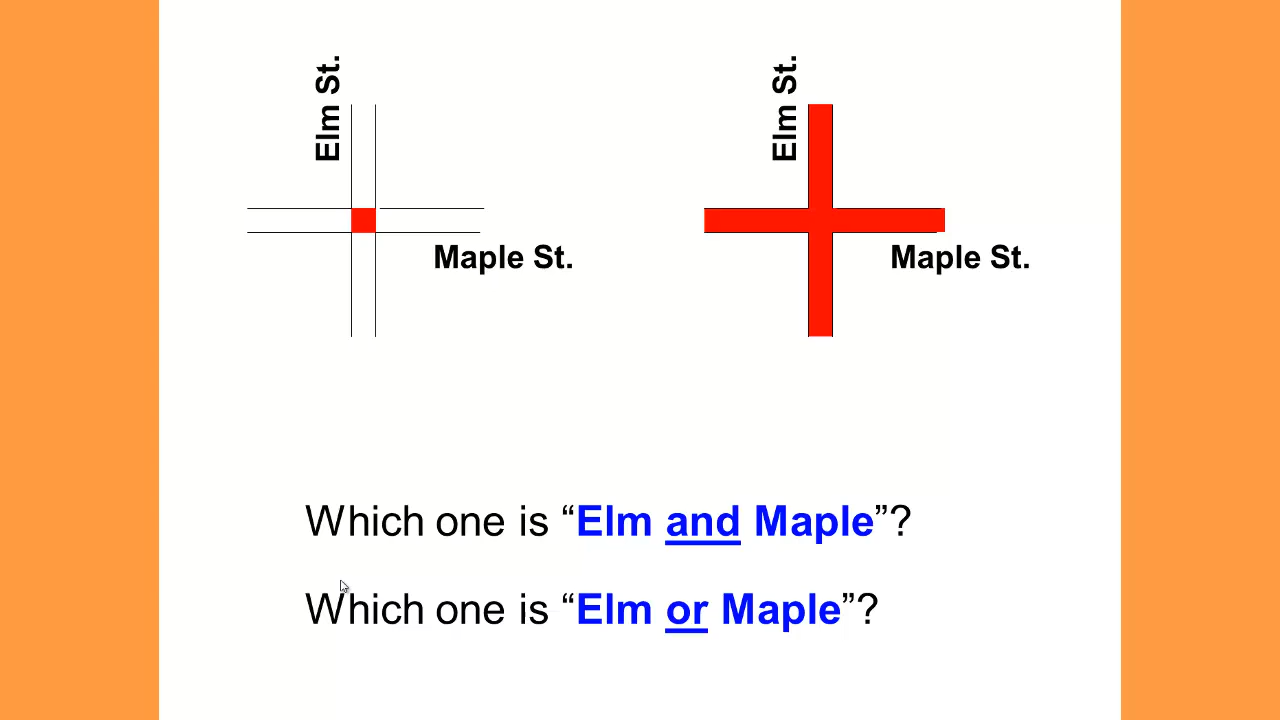 Elm St.
Maple St.
Elm St.
Maple St.
Which one is “Elm and Maple”?
Which one is “Elm or Maple”?